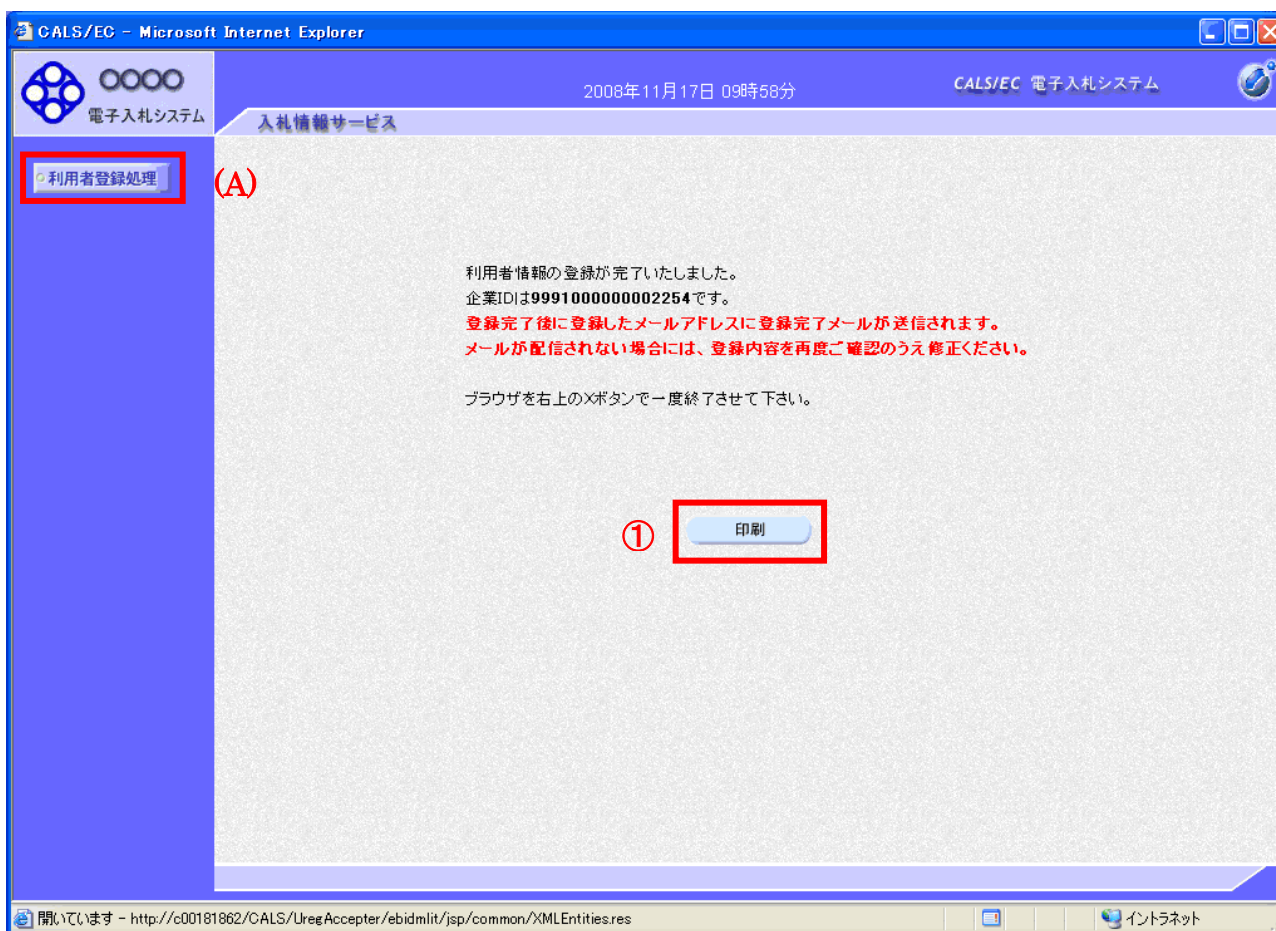 CALS/EC - Microsoft Internet Explorer
○○○○
電子入札システム
2008年11月17日 09時58分
CALS/EC 電子入札システム
入札情報サービス
利用者登録処理
(A)
利用者情報の登録が完了いたしました。
企業IDは9991000000002254です。
登録完了後に登録したメールアドレスに登録完了メールが送信されます。
メールが配信されない場合には、登録内容を再度ご確認のうえ修正ください。
ブラウザを右上の×ボタンで一度終了させて下さい。
① 印刷
開いています - http://c00181862/CALS/UregAccepter/ebidmlit/jsp/common/XMLEntities.res
イントラネット